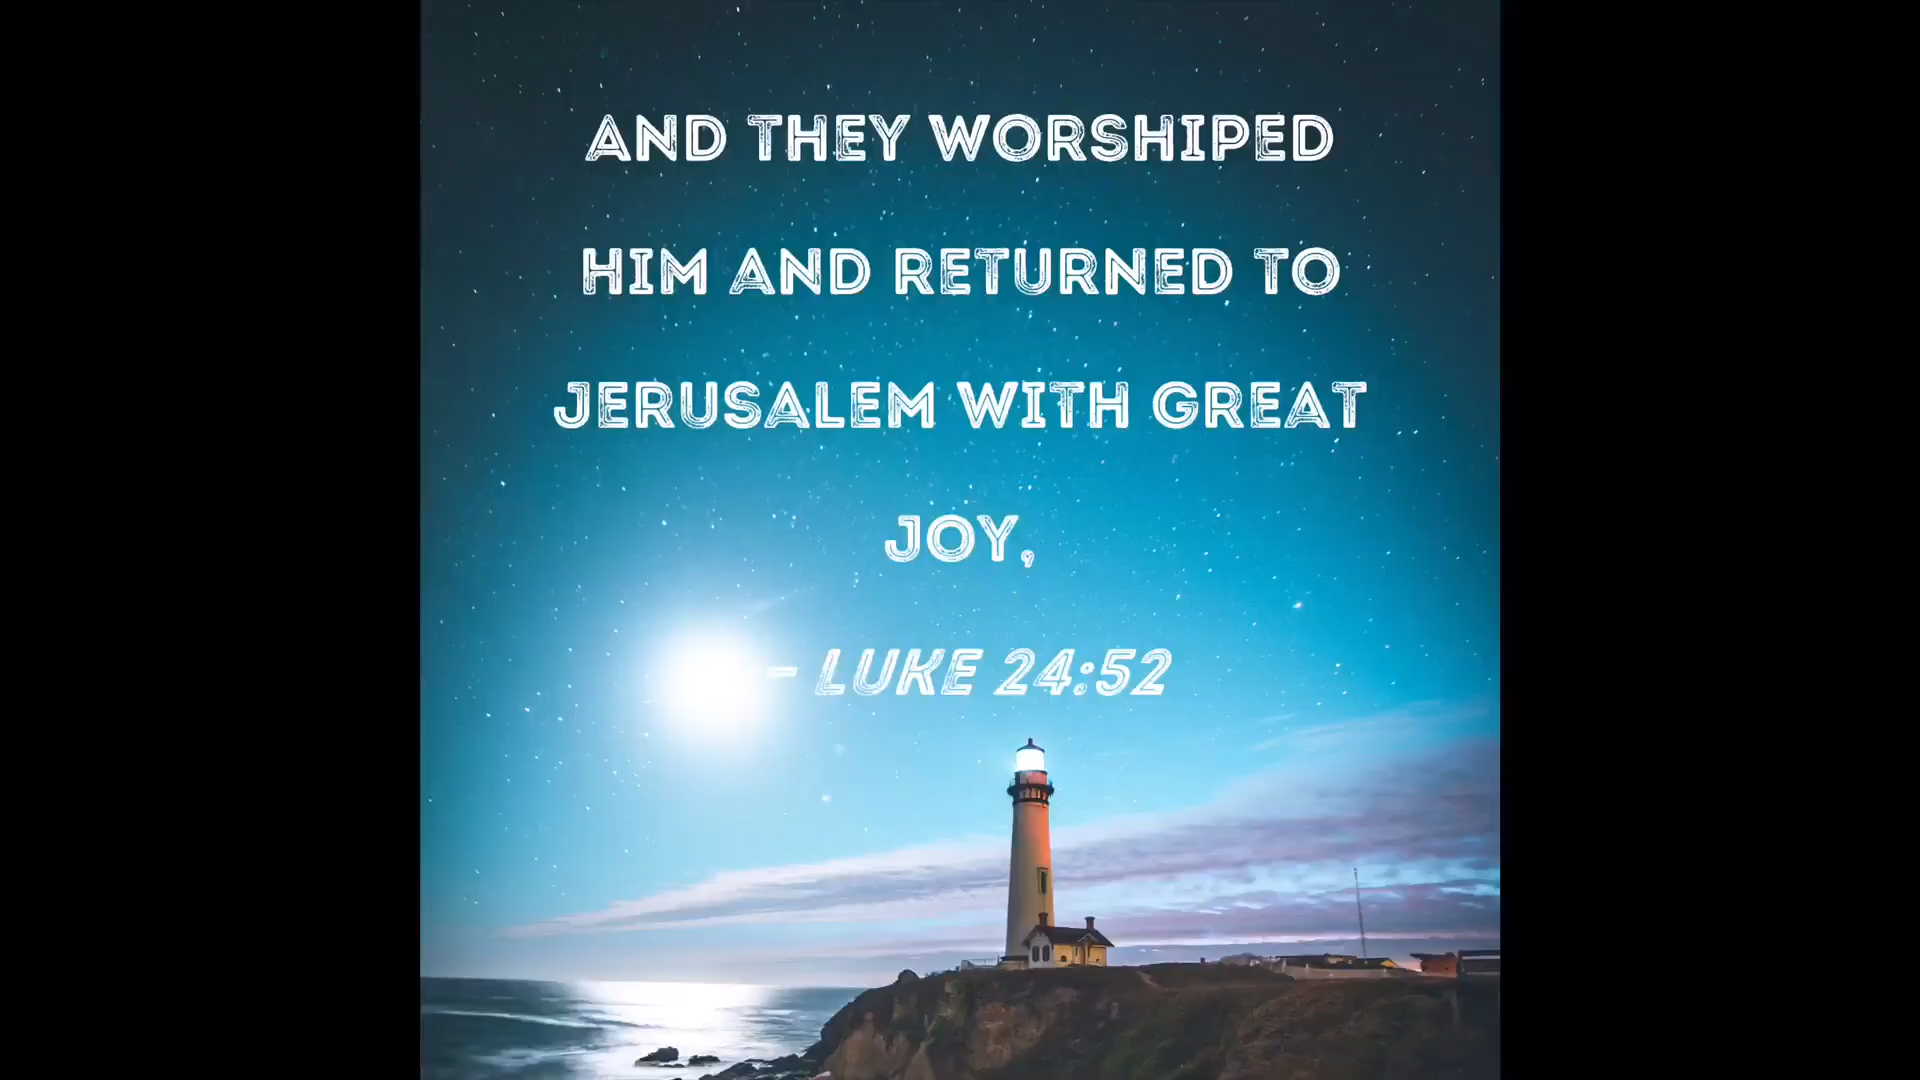 AND THEY WORSHIPED
HIM AND RETURNED TO
JERUSALEM WITH GREAT
JOY,
- LUKE 24:52